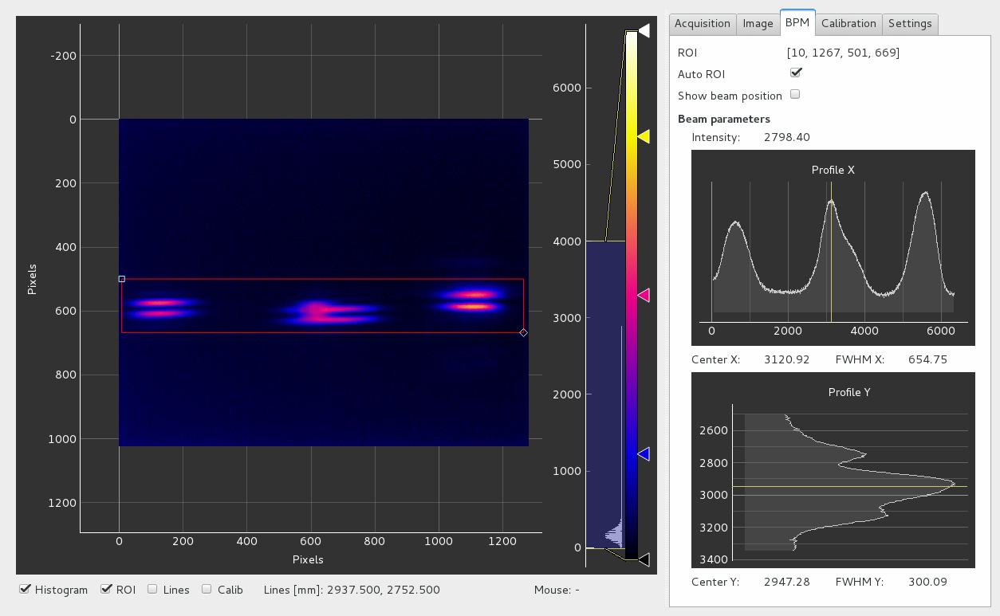 Acquisition Image BPM Calibration Settings
ROI [10, 1267, 501, 669]
Auto ROI
Show beam position
Beam parameters
Intensity: 2798.40
Profile X
0 2000 4000 6000
Center X: 3120.92 FWHM X: 654.75
Profile Y
2600
2800
3000
3200
3400
Center Y: 2947.28 FWHM Y: 300.09
-200
0
200
400
600
800
1000
1200
Pixels
0 200 400 600 800 1000 1200
Pixels
6000
5000
4000
3000
2000
1000
0
Histogram ROI Lines Calib Lines [mm]: 2937.500, 2752.500 Mouse: -